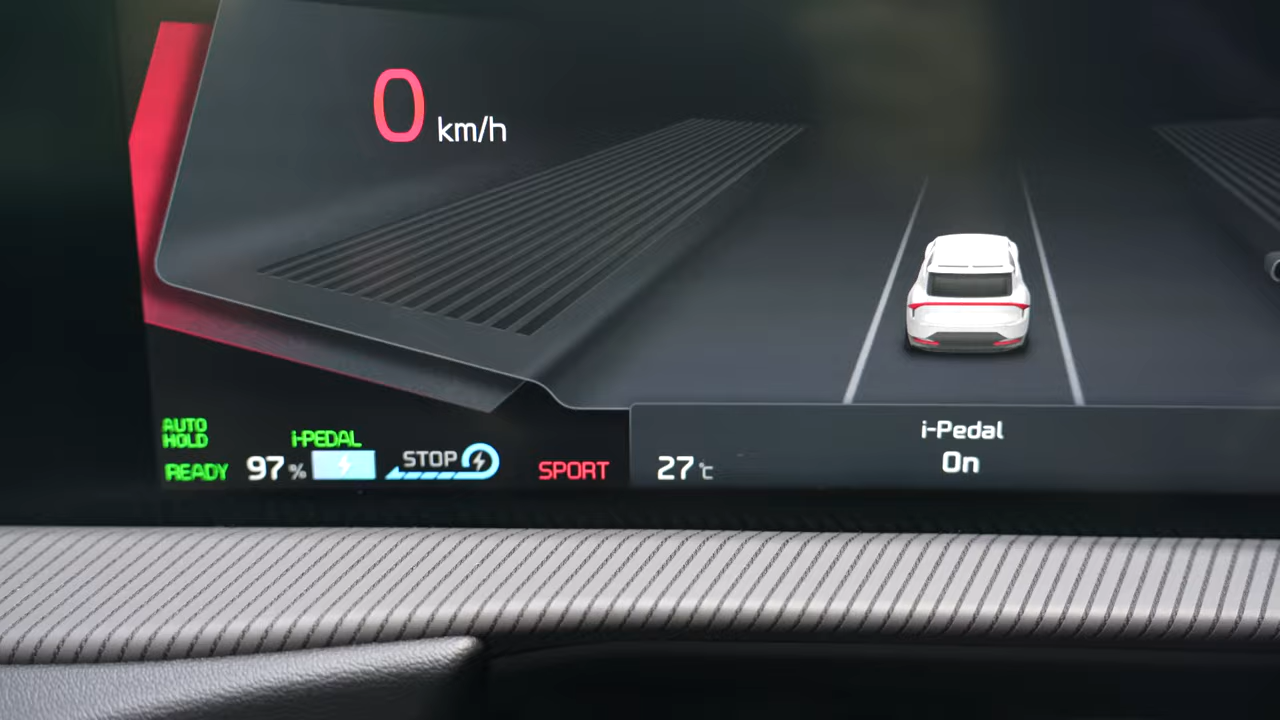 0 km/h
AUTO
HOLD
i-PEDAL
READY
97 %
STOP
SPORT
27 ℃
i-Pedal
On